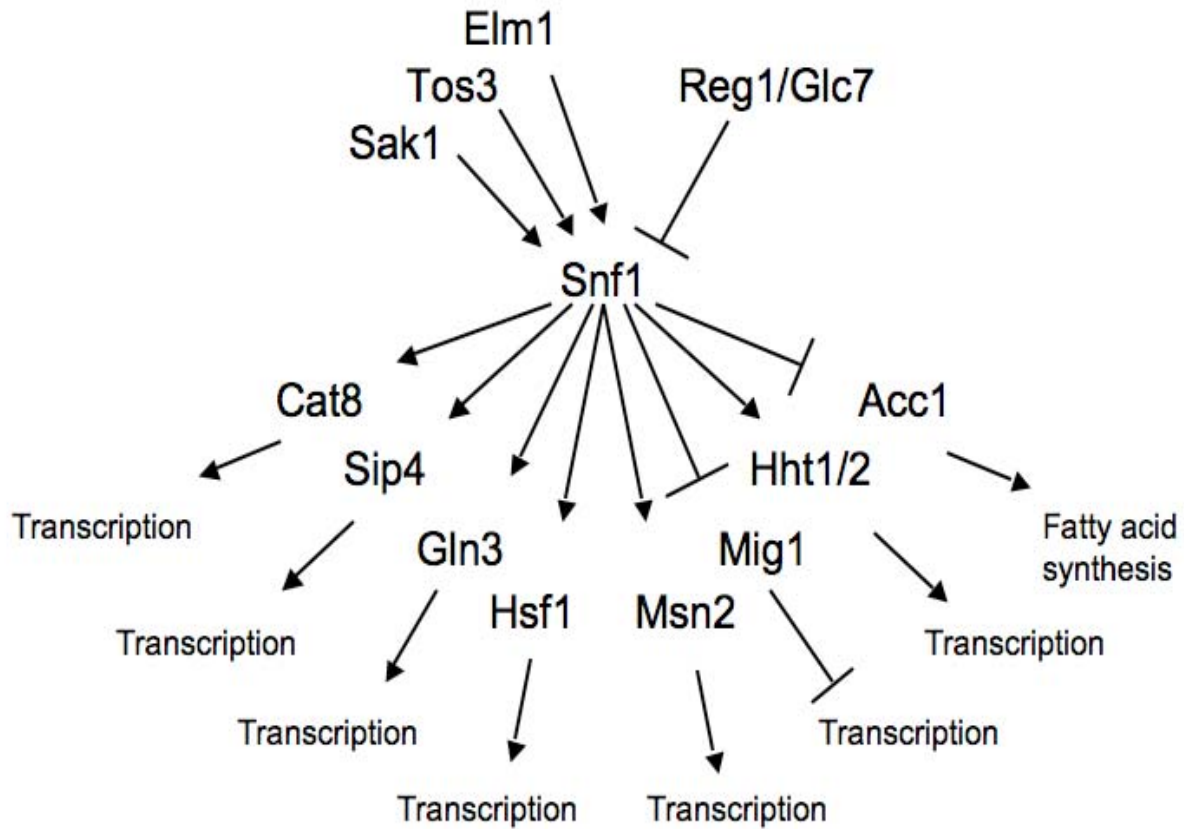 Elm1
Tos3
Reg1/Glc7
Sak1
Snf1
Cat8
Acc1
Sip4
Hht1/2
Transcription
Fatty acid
synthesis
Gln3
Mig1
Hsf1
Msn2
Transcription
Transcription
Transcription
Transcription
Transcription
Transcription